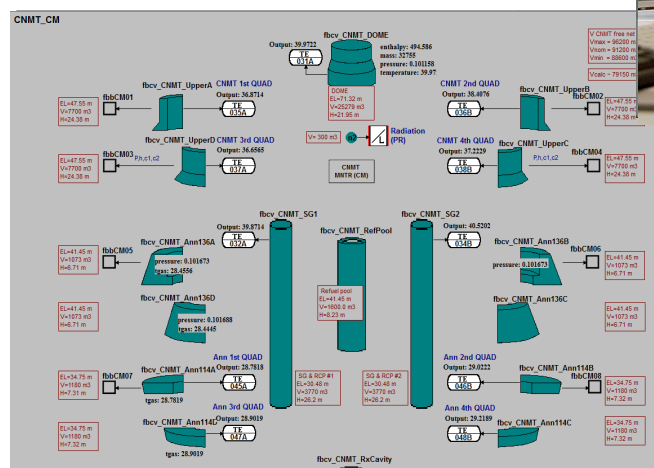 CNMT_CM
fbcv_CNMT_DOME
Output: 39.9722
TE
031A
enthalpy: 494.586
mass: 32755
pressure: 0.101158
temperature: 39.97
V CNMT free net
Vmax = 96200 m
Vnom = 91200 m
Vmin = 88600 m
Vcalc ~ 79150 m
DOME
EL=71.32 m
V=25279 m3
H=21.95 m
fbcv_CNMT_UpperA
CNMT 1st QUAD
Output: 36.8714
TE
035A
fbbCM01
EL=47.55 m
V=7700 m3
H=24.38 m
CNMT 2nd QUAD
Output: 38.4076
TE
036B
fbcv_CNMT_UpperB
fbbCM02
EL=47.55
V=7700 m3
H=24.38 m
V= 300 m3
L
Radiation
(PR)
CNMT
MNTR (CM)
fbcv_CNMT_UpperD
CNMT 3rd QUAD
Output: 36.6565
TE
037A
fbbCM03
P,h,c1,c2
EL=47.55 m
V=7700 m3
H=24.38 m
CNMT 4th QUAD
Output: 37.2229
TE
038B
fbcv_CNMT_UpperC
P,h,c1,c2
fbbCM04
EL=47.55 m
V=7700 m3
H=24.38 m
fbcv_CNMT_SG1
Output: 39.8714
TE
032A
fbcv_CNMT_RefPool
fbcv_CNMT_SG2
Output: 40.5202
TE
034B
fbbCM05
fbcv_CNMT_Ann136A
pressure: 0.101673
tgas: 28.4556
EL=41.45 m
V=1073 m3
H=6.71 m
fbcv_CNMT_Ann136B
pressure: 0.101673
fbbCM06
EL=41.45 m
V=1073 m3
H=6.71 m
Refuel pool
EL=41.45 m
V=1600.0 m3
H=8.23 m
fbcv_CNMT_Ann136D
pressure: 0.101688
tgas: 28.4445
EL=41.45 m
V=1073 m3
H=6.71 m
fbcv_CNMT_Ann136C
EL=41.45 m
V=1073 m3
H=6.71 m
Ann 1st QUAD
Output: 28.7818
TE
045A
fbcv_CNMT_Ann114A
fbbCM07
tgas: 28.7819
EL=34.75 m
V=1180 m3
H=7.31 m
SG & RCP #1
EL=30.48 m
V=3770 m3
H=26.2 m
SG & RCP #2
EL=30.48 m
V=3770 m3
H=26.2 m
Ann 2nd QUAD
Output: 29.0222
TE
046B
fbcv_CNMT_Ann114B
fbbCM08
EL=34.75 m
V=1180 m3
H=7.32 m
Ann 3rd QUAD
Output: 28.9019
TE
047A
fbcv_CNMT_Ann114D
tgas: 28.9019
EL=34.75 m
V=1180 m3
H=7.32 m
Ann 4th QUAD
Output: 29.2189
TE
048B
fbcv_CNMT_Ann114C
EL=34.75 m
V=1180 m3
H=7.32 m
fbcv_CNMT_RxCavity